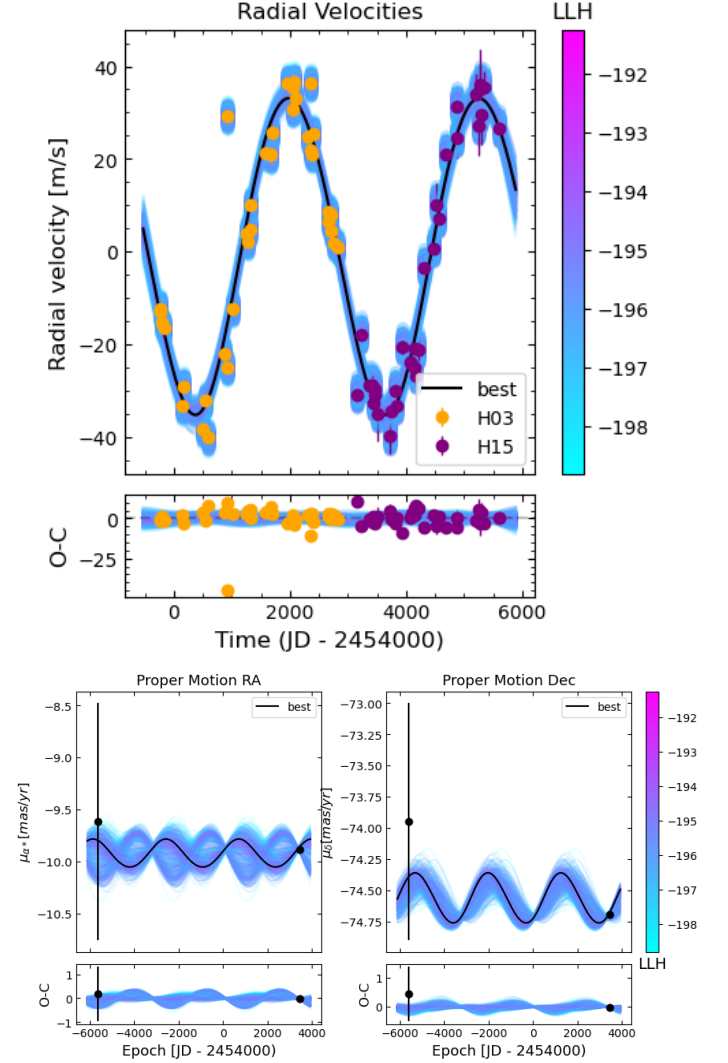 Radial Velocities
LLH
40
20
0
−20
−40
Radial velocity [m/s]
best
H03
H15
−192
−193
−194
−195
−196
−197
−198
0
−25
O-C
0 2000 4000 6000
Time (JD - 2454000)
Proper Motion RA
Proper Motion Dec
−8.5
−9.0
−9.5
−10.0
−10.5
μα*[mas/yr]
best
−73.00
−73.25
−73.50
−73.75
−74.00
−74.25
−74.50
−74.75
μδ[mas/yr]
best
−192
−193
−194
−195
−196
−197
−198
LLH
1
0
−1
O-C
−6000 −4000 −2000 0 2000 4000
Epoch [JD - 2454000)
1
0
O-C
−6000 −4000 −2000 0 2000 4000
Epoch [JD - 2454000)